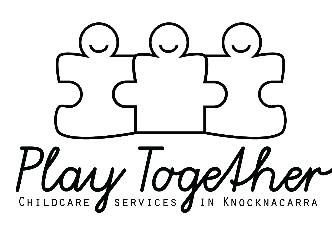 Play Together
CHILDCARE SERVICES IN KNOCKNACARRA